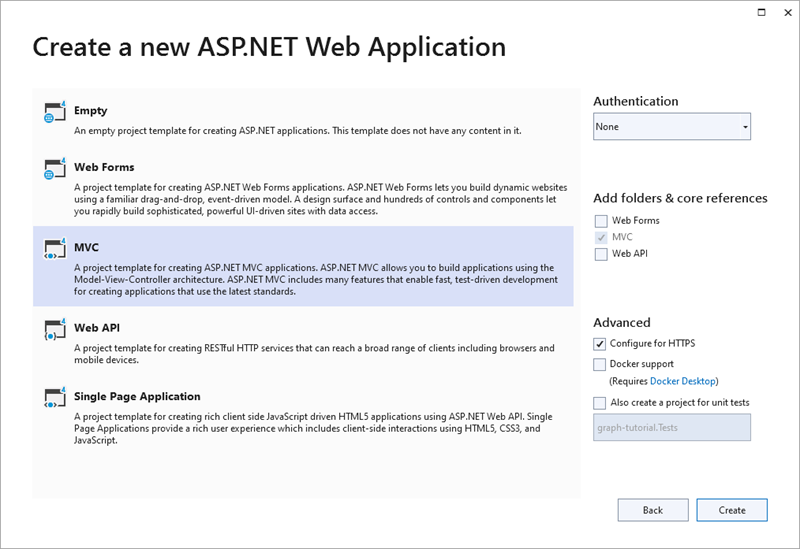 Create a new ASP.NET Web Application
Empty
An empty project template for creating ASP.NET applications. This template does not have any content in it.
Web Forms
A project template for creating ASP.NET Web Forms applications. ASP.NET Web Forms lets you build dynamic websites
using a familiar drag-and-drop, event-driven model. A design surface and hundreds of controls and components let
you rapidly build sophisticated, powerful UI-driven sites with data access.
MVC
A project template for creating ASP.NET MVC applications. ASP.NET MVC allows you to build applications using the
Model-View-Controller architecture. ASP.NET MVC includes many features that enable fast, test-driven development
for creating applications that use the latest standards.
Web API
A project template for creating RESTful HTTP services that can reach a broad range of clients including browsers and
mobile devices.
Single Page Application
A project template for creating rich client side JavaScript driven HTML5 applications using ASP.NET Web API. Single
Page Applications provide a rich user experience which includes client-side interactions using HTML5, CSS3, and
JavaScript.
Authentication
None
Add folders & core references
Web Forms
MVC
Web API
Advanced
Configure for HTTPS
Docker support
(Requires Docker Desktop)
Also create a project for unit tests
graph-tutorial.Tests
Back
Create